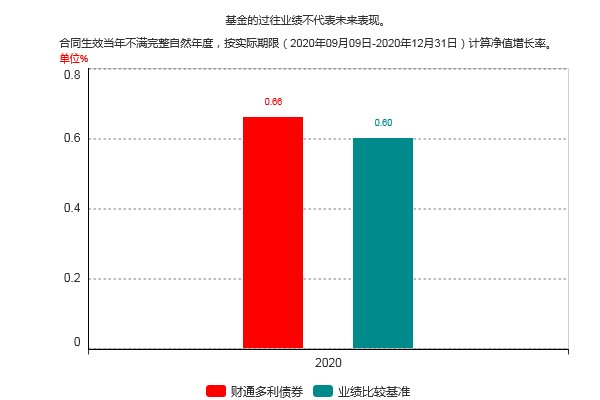 基金的过往业绩不代表未来表现。
合同生效当年不满完整自然年度，按实际期限（2020年09月09日-2020年12月31日）计算净值增长率。
单位%
0.8
0.66
0.60
0.6
0.4
0.2
0
2020
财通多利债券 业绩比较基准